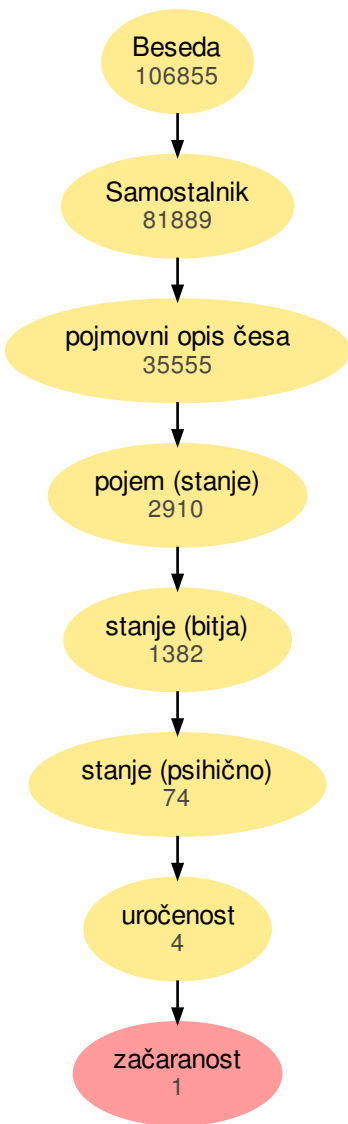 Beseda
106855
Samostalnik
81889
pojmovni opis česa
35555
pojem (stanje)
2910
stanje (bitja)
1382
stanje (psihično)
74
uročenost
4
začaranost
1